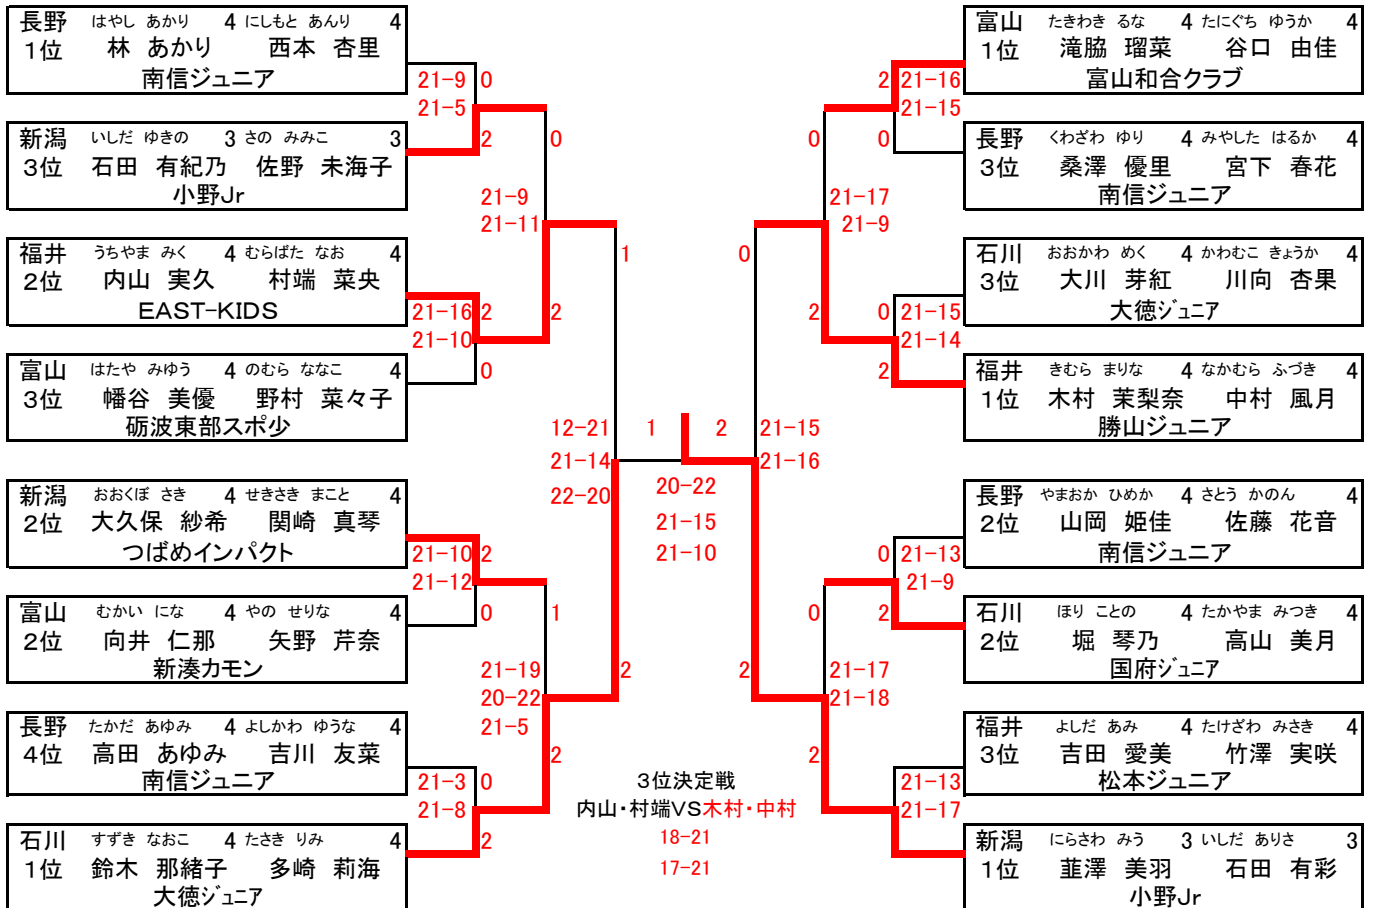 長野 はやし あかり 4 にしもと あんり 4
1位 林 あかり 西本 杏里
南信ジュニア
21-9 0
21-5
新潟 いしだ ゆきの 3 さの みみこ 3
3位 石田 有紀乃 佐野 未海子
小野Jr
2
0
21-9
21-11
福井 うちやま みく 4 むらばた なお 4
2位 内山 実久 村端 菜央
EAST-KIDS
21-16 2
21-10
2
富山 はたや みゆう 4 のむら ななこ 4
3位 幡谷 美優 野村 菜々子
砺波東部スポ少
0
1
12-21
21-14
22-20
新潟 おおくぼ さき 4 せきさき まこと 4
2位 大久保 紗希 関崎 真琴
つばめインパクト
21-10 2
21-12
富山 むかい にな 4 やの せりな 4
2位 向井 仁那 矢野 芹奈
新湊カモン
0
1
21-19
20-22
21-5
2
長野 たかだ あゆみ 4 よしかわ ゆうな 4
4位 高田 あゆみ 吉川 友菜
南信ジュニア
21-3 0
21-8
2
石川 すずき なおこ 4 たさき りみ 4
1位 鈴木 那緒子 多崎 莉海
大徳ジュニア
2
1 2
20-22
21-15
21-10
3位決定戦
内山・村端VS木村・中村
18-21
17-21
富山 たきわき るな 4 たにぐち ゆうか 4
1位 滝脇 瑠菜 谷口 由佳
富山和合クラブ
2 21-16
21-15
長野 くわざわ ゆり 4 みやした はるか 4
3位 桑澤 優里 宮下 春花
南信ジュニア
0
0
21-17
21-9
石川 おおかわ めく 4 かわむこ きょうか 4
3位 大川 芽紅 川向 杏果
大徳ジュニア
0 21-15
21-14
2
福井 きむら まりな 4 なかむら ふづき 4
1位 木村 茉梨奈 中村 風月
勝山ジュニア
2
0
21-15
21-16
長野 やまおか ひめか 4 さとう かのん 4
2位 山岡 姫佳 佐藤 花音
南信ジュニア
0 21-13
21-9
石川 ほり ことの 4 たかやま みつき 4
2位 堀 琴乃 高山 美月
国府ジュニア
2
0
21-17
21-18
2
福井 よしだ あみ 4 たけざわ みさき 4
3位 吉田 愛美 竹澤 実咲
松本ジュニア
21-13
21-17
2
新潟 にらさわ みう 3 いしだ ありさ 3
1位 韮澤 美羽 石田 有彩
小野Jr